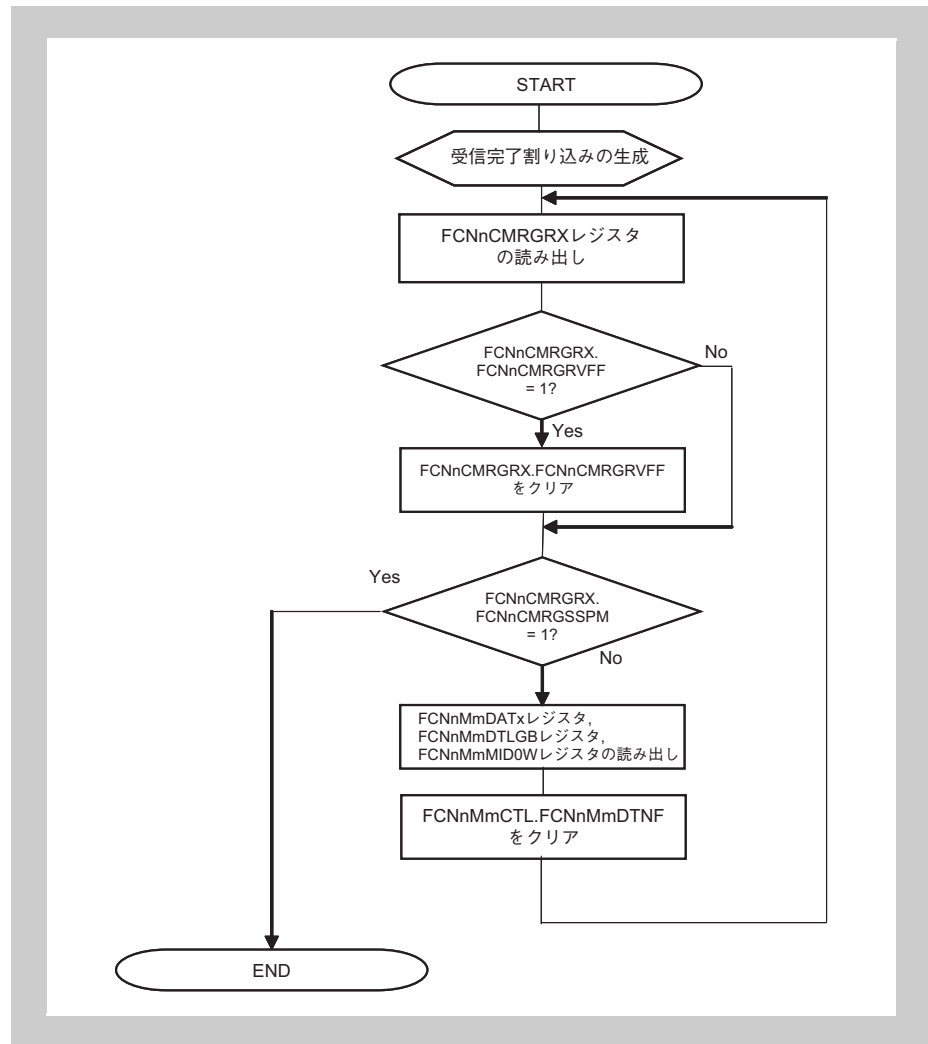 START
受信完了割り込みの生成
FCNnCMRGRXレジスタ
の読み出し
FCNnCMRGRX.
FCNnCMRGRVFF
= 1?
No
Yes
FCNnCMRGRX.FCNnCMRGRVFF
をクリア
Yes
FCNnCMRGRX.
FCNnCMRGSSPM
= 1?
No
FCNnMmDATxレジスタ,
FCNnMmDTLGBレジスタ,
FCNnMmMID0Wレジスタの読み出し
FCNnMmCTL.FCNnMmDTNF
をクリア
END